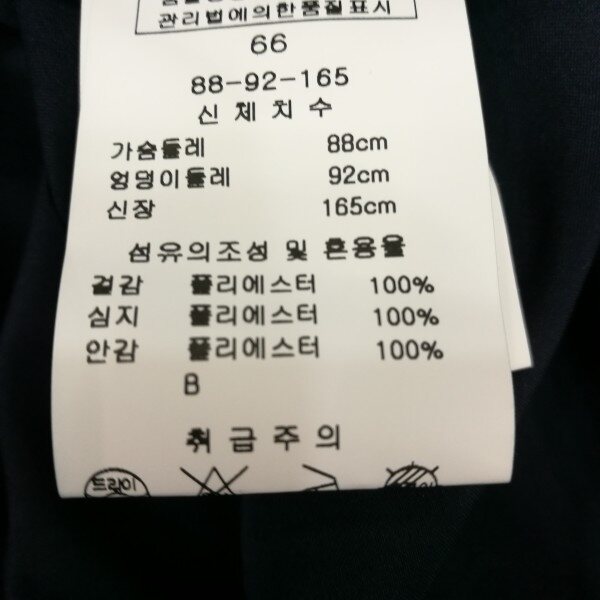 관리법에의한품질표시
66
88-92-165
신체치수
가슴둘레 88cm
엉덩이둘레 92cm
신장 165cm
섬유의조성 및 혼용율
겉감 폴리에스터 100%
심지 폴리에스터 100%
안감 폴리에스터 100%
B
취급주의
드라이